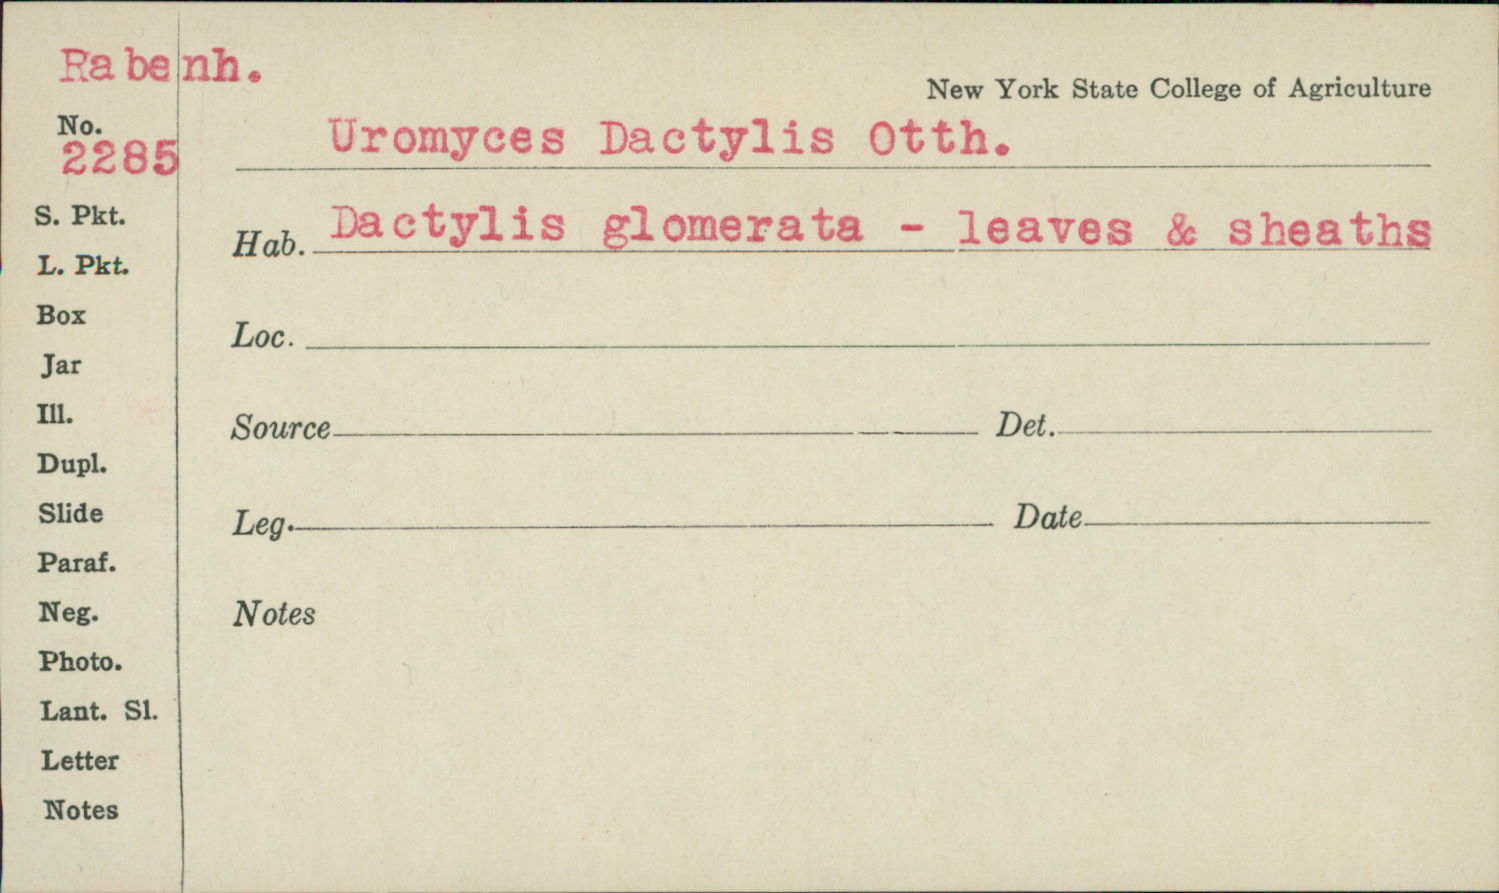 Rabenh.
New York State College of Agriculture
No.
2285
Uromyces Dactylis Otth.
Hab. Dactylis glomerata - leaves & sheaths
S. Pkt.
L. Pkt.
Box
Jar
Ill.
Dupl.
Slide
Paraf.
Neg.
Photo.
Lant. Sl.
Letter
Notes
Loc.
Source Det.
Leg. Date
Notes